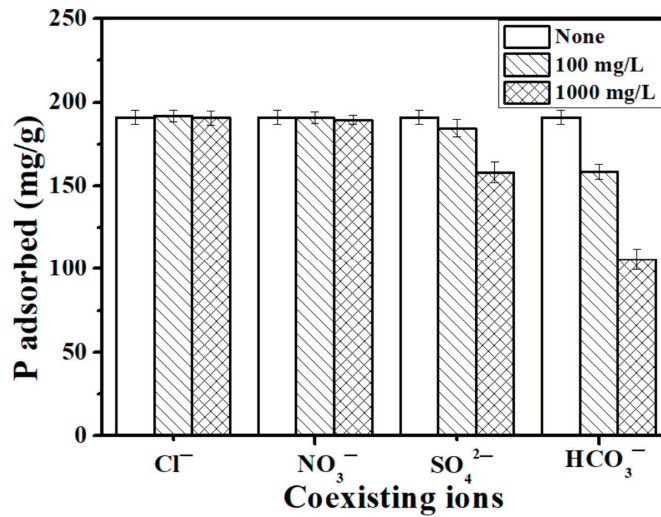 None
100 mg/L
1000 mg/L
250
200
150
100
50
0
P adsorbed (mg/g)
Cl⁻ NO₃⁻ SO₄²⁻ HCO₃⁻
Coexisting ions